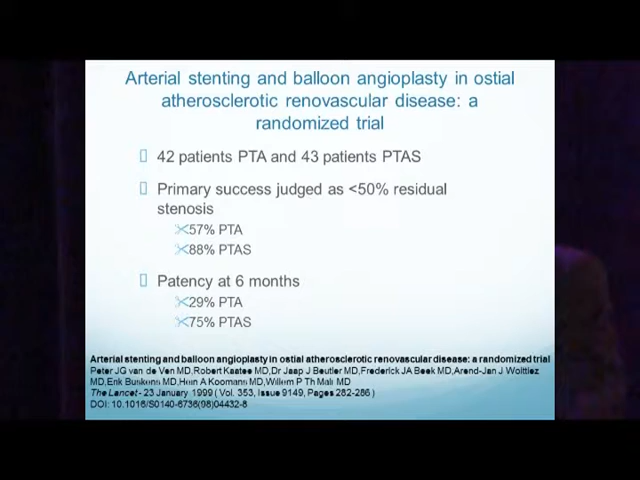 Arterial stenting and balloon angioplasty in ostial
atherosclerotic renovascular disease: a
randomized trial
42 patients PTA and 43 patients PTAS
Primary success judged as <50% residual
stenosis
57% PTA
88% PTAS
Patency at 6 months
29% PTA
75% PTAS
Arterial stenting and balloon angioplasty in ostial atherosclerotic renovascular disease: a randomized trial
Peter JG van de Ven MD,Robert Kaatee MD,Dr Jaap J Beutler MD,Frederick JA Beek MD,Arend-Jan J Woittiez
MD,Erik Buskens MD,Hein A Koomans MD,Willem P Th Mali MD
The Lancet - 23 January 1999 ( Vol. 353, Issue 9149, Pages 282-286 )
DOI: 10.1016/S0140-6736(98)04432-8